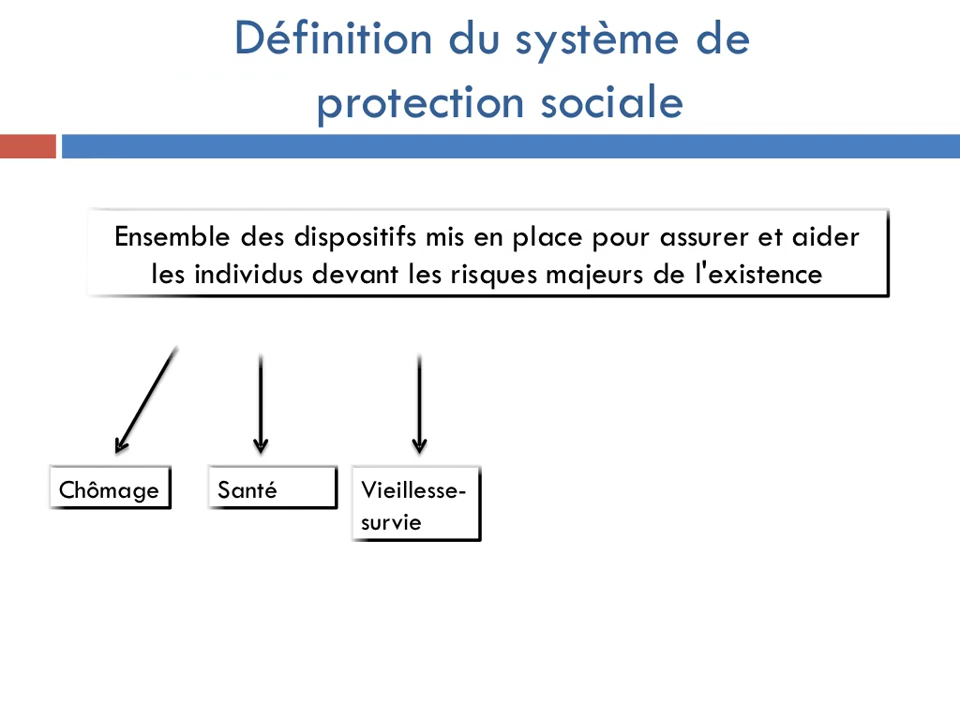 Définition du système de
protection sociale
Ensemble des dispositifs mis en place pour assurer et aider
les individus devant les risques majeurs de l'existence
Chômage
Santé
Vieillesse-
survie